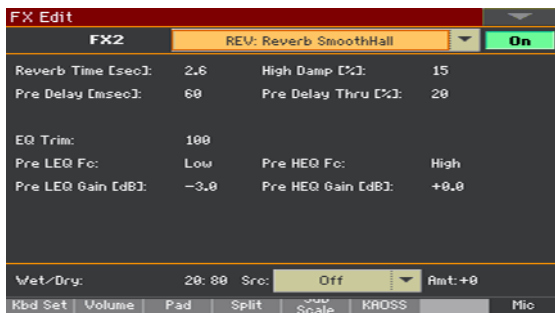 FX Edit
FX2 REV: Reverb SmoothHall On
Reverb Time [sec]: 2.6 High Damp [%]: 15
Pre Delay [msec]: 60 Pre Delay Thru [%]: 20
EQ Trim: 100
Pre LEQ Fc: Low Pre HEQ Fc: High
Pre LEQ Gain [dB]: -3.0 Pre HEQ Gain [dB]: +0.0
Wet/Dry: 20:80 Src: Off Amt:+0
Kbd Set Volume Pad Split Sub Scale KAOSS Mic